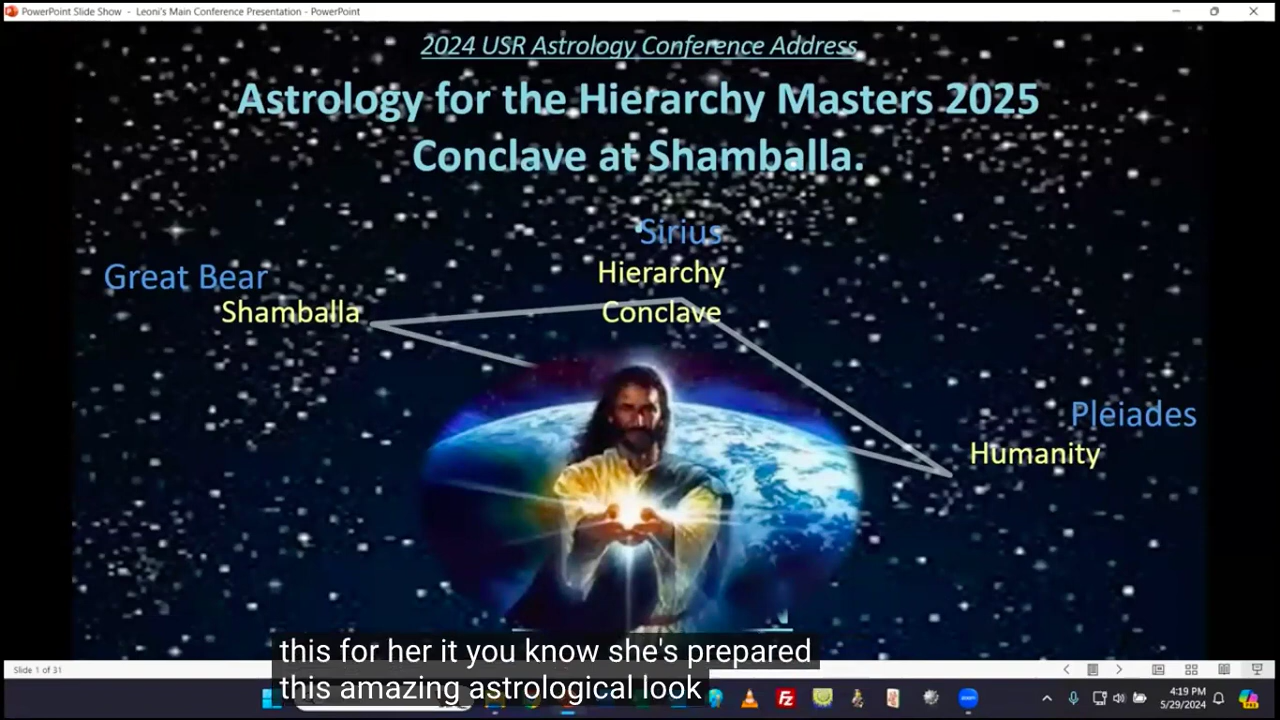 PowerPoint Slide Show - Leoni's Main Conference Presentation - PowerPoint
2024 USR Astrology Conference Address
Astrology for the Hierarchy Masters 2025
Conclave at Shamballa.
Sirius
Great Bear
Hierarchy
Shamballa
Conclave
Pleiades
Humanity
this for her it you know she's prepared
this amazing astrological look
Slide 1 of 31
4:19 PM
5/29/2024